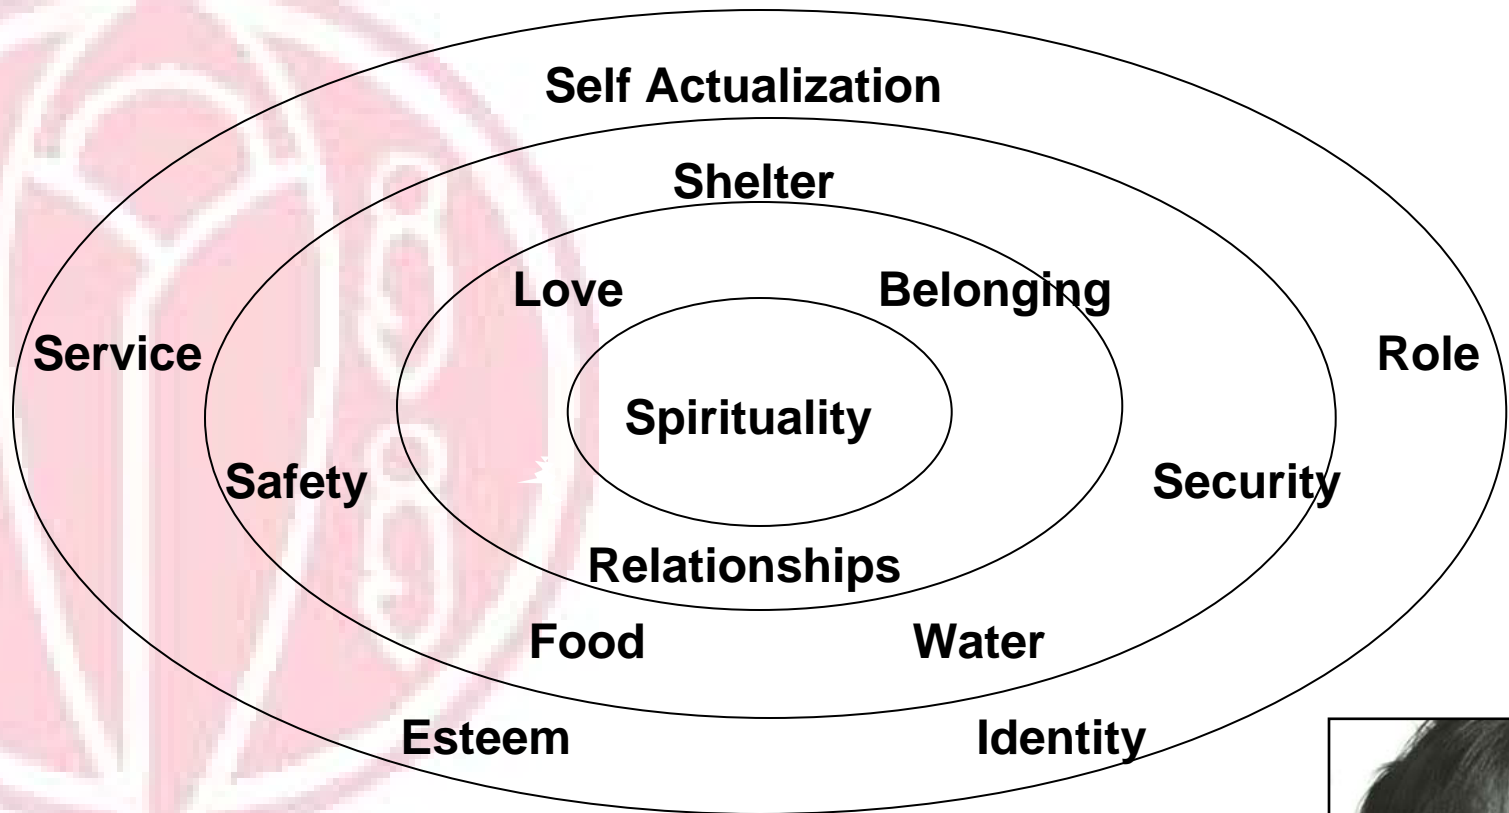 Self Actualization
Shelter
Love Belonging
Service Role
Spirituality
Safety Security
Relationships
Food Water
Esteem Identity